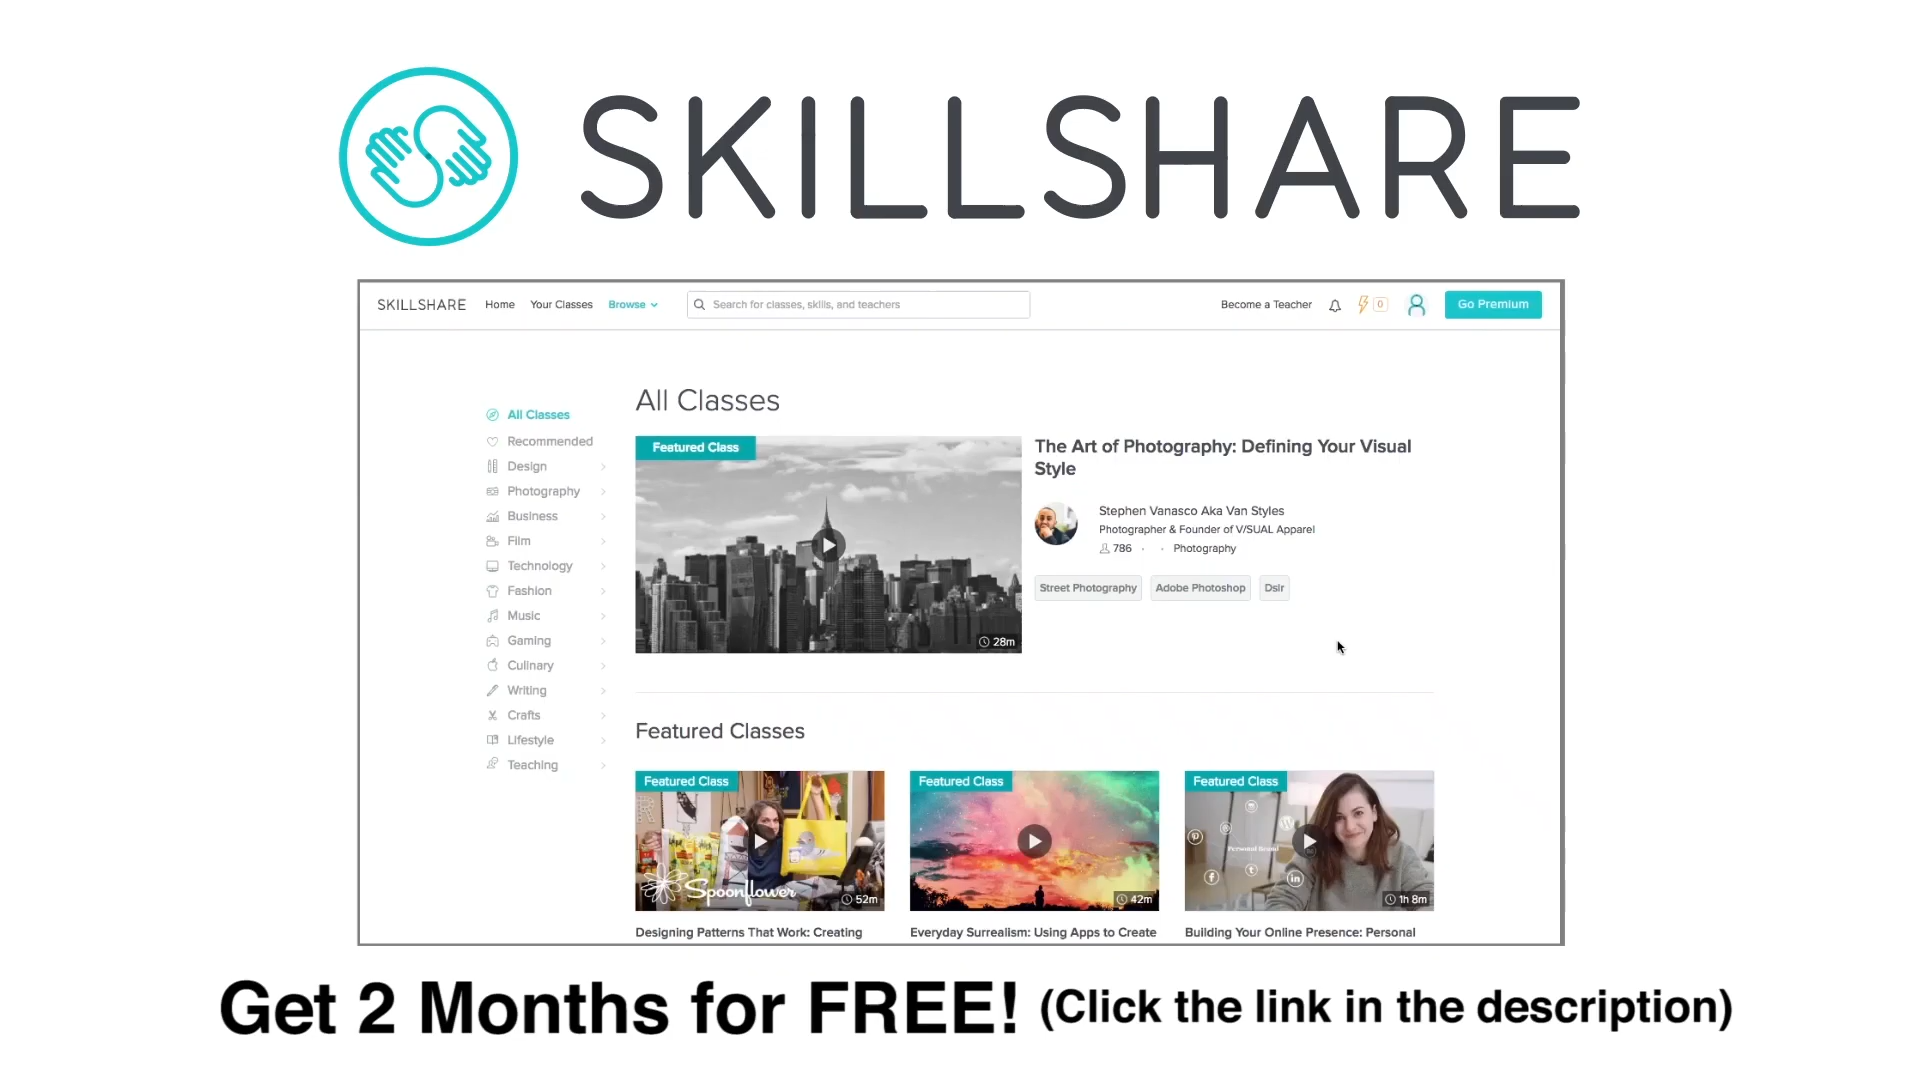 SKILLSHARE
SKILLSHARE Home Your Classes Browse Search for classes, skills, and teachers Become a Teacher 0 Go Premium
All Classes
Recommended
Design
Photography
Business
Film
Technology
Fashion
Music
Gaming
Culinary
Writing
Crafts
Lifestyle
Teaching
All Classes
Featured Class
28m
The Art of Photography: Defining Your Visual
Style
Stephen Vanasco Aka Van Styles
Photographer & Founder of V/SUAL Apparel
786 · · Photography
Street Photography Adobe Photoshop Dslr
Featured Classes
Featured Class
Spoonflower
52m
Designing Patterns That Work: Creating
Featured Class
42m
Everyday Surrealism: Using Apps to Create
Featured Class
Personal Brand
1h 8m
Building Your Online Presence: Personal
Get 2 Months for FREE! (Click the link in the description)